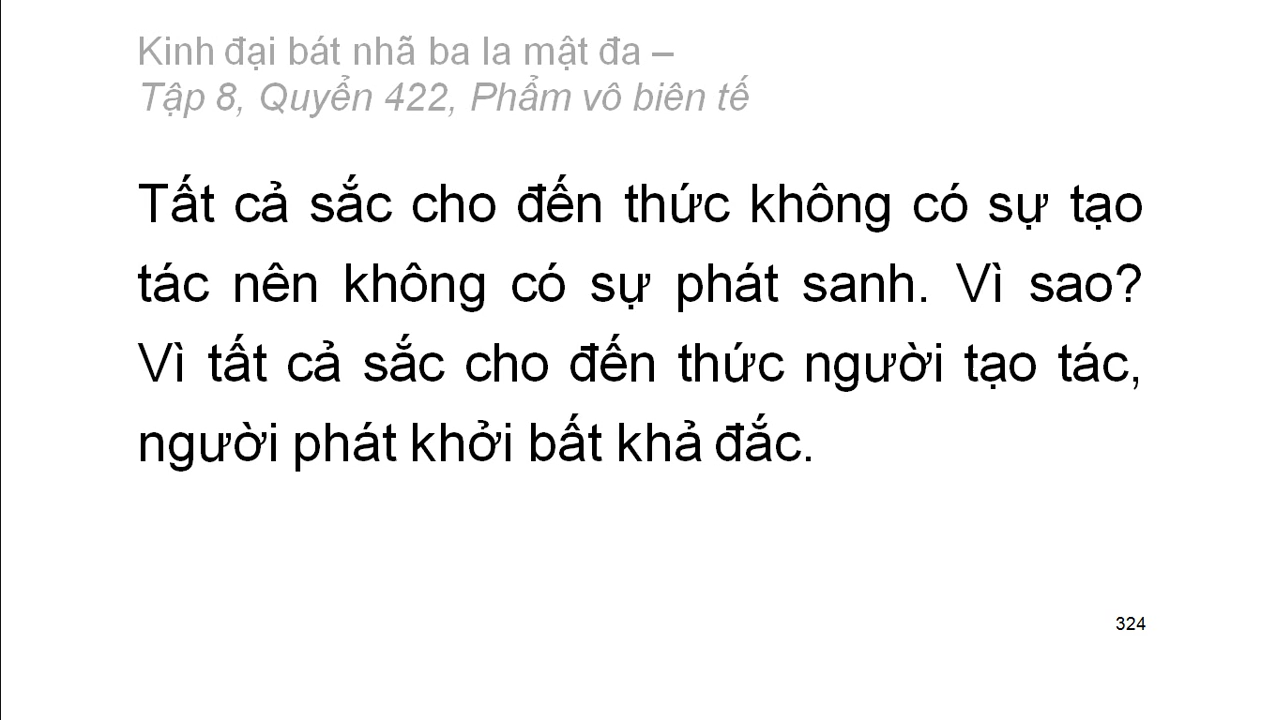 Kinh đại bát nhã ba la mật đa –
Tập 8, Quyển 422, Phẩm vô biên tế
Tất cả sắc cho đến thức không có sự tạo
tác nên không có sự phát sanh. Vì sao?
Vì tất cả sắc cho đến thức người tạo tác,
người phát khởi bất khả đắc.
324